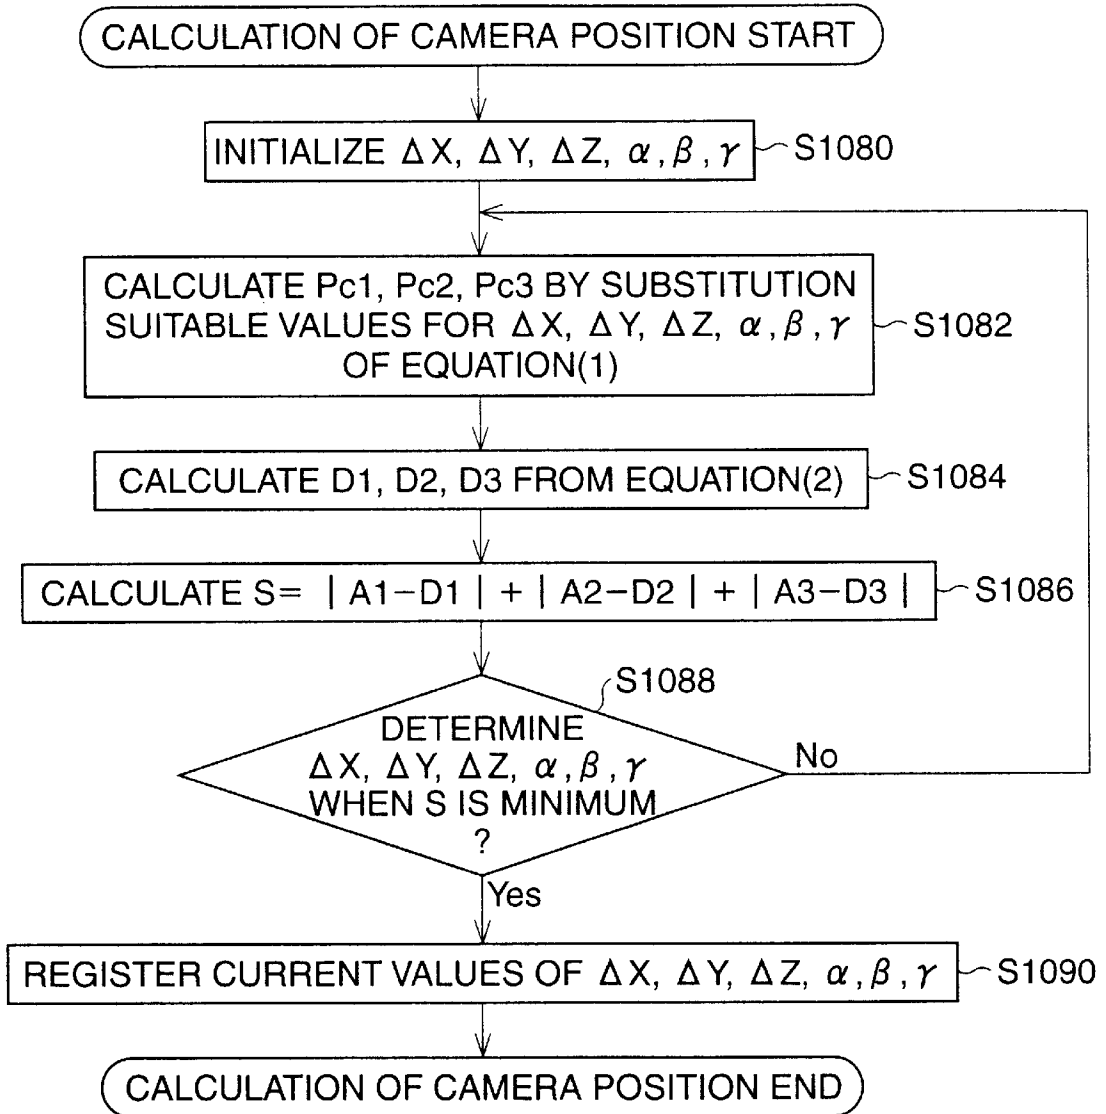 CALCULATION OF CAMERA POSITION START
INITIALIZE ΔX, ΔY, ΔZ, α, β, γ
S1080
CALCULATE Pc1, Pc2, Pc3 BY SUBSTITUTION
SUITABLE VALUES FOR ΔX, ΔY, ΔZ, α, β, γ
OF EQUATION(1)
S1082
CALCULATE D1, D2, D3 FROM EQUATION(2)
S1084
CALCULATE S= | A1-D1 | + | A2-D2 | + | A3-D3 |
S1086
S1088
DETERMINE
ΔX, ΔY, ΔZ, α, β, γ
WHEN S IS MINIMUM
?
No
Yes
REGISTER CURRENT VALUES OF ΔX, ΔY, ΔZ, α, β, γ
S1090
CALCULATION OF CAMERA POSITION END